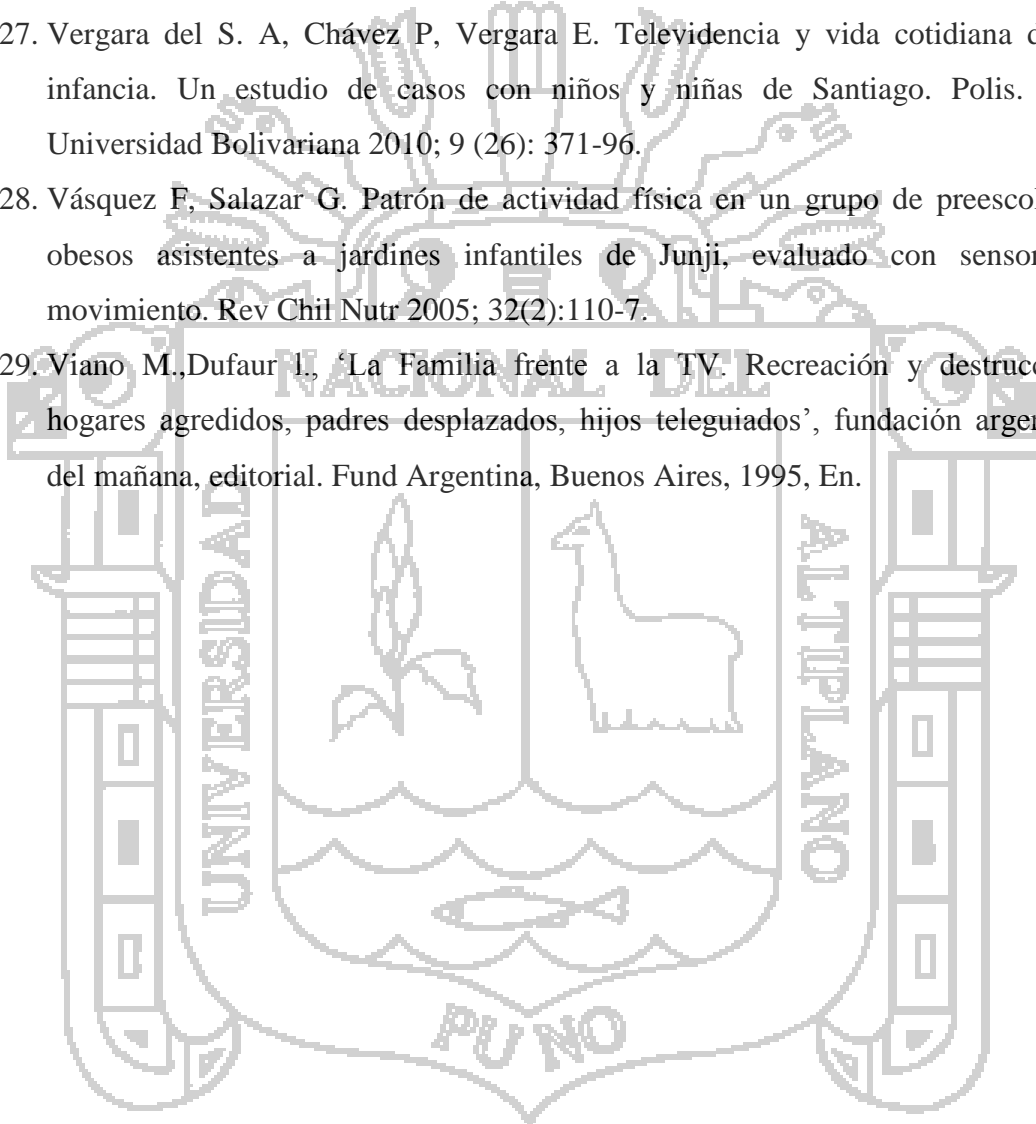 27. Vergara del S. A, Chávez P, Vergara E. Televidencia y vida cotidiana d
infancia. Un estudio de casos con niños y niñas de Santiago. Polis.
Universidad Bolivariana 2010; 9 (26): 371-96.
28. Vásquez F, Salazar G. Patrón de actividad física en un grupo de preescol
obesos asistentes a jardines infantiles de Junji, evaluado con sensor
movimiento. Rev Chil Nutr 2005; 32(2):110-7.
29. Viano M.,Dufaur l., ‘La Familia frente a la TV. Recreación y destrucc
hogares agredidos, padres desplazados, hijos teleguiados’, fundación argen
del mañana, editorial. Fund Argentina, Buenos Aires, 1995, En.
NACIONAL DEL
UNIVERSIDAD
ALTIPLANO
PUNO